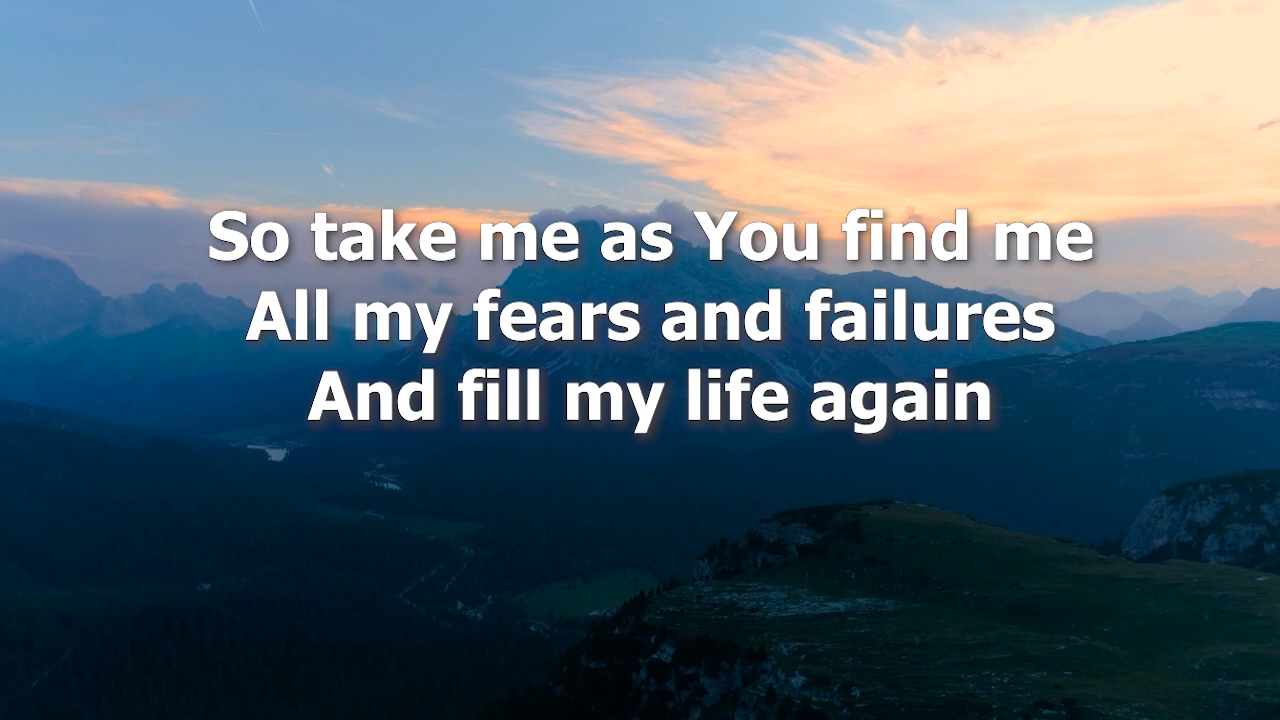 So take me as You find me
All my fears and failures
And fill my life again